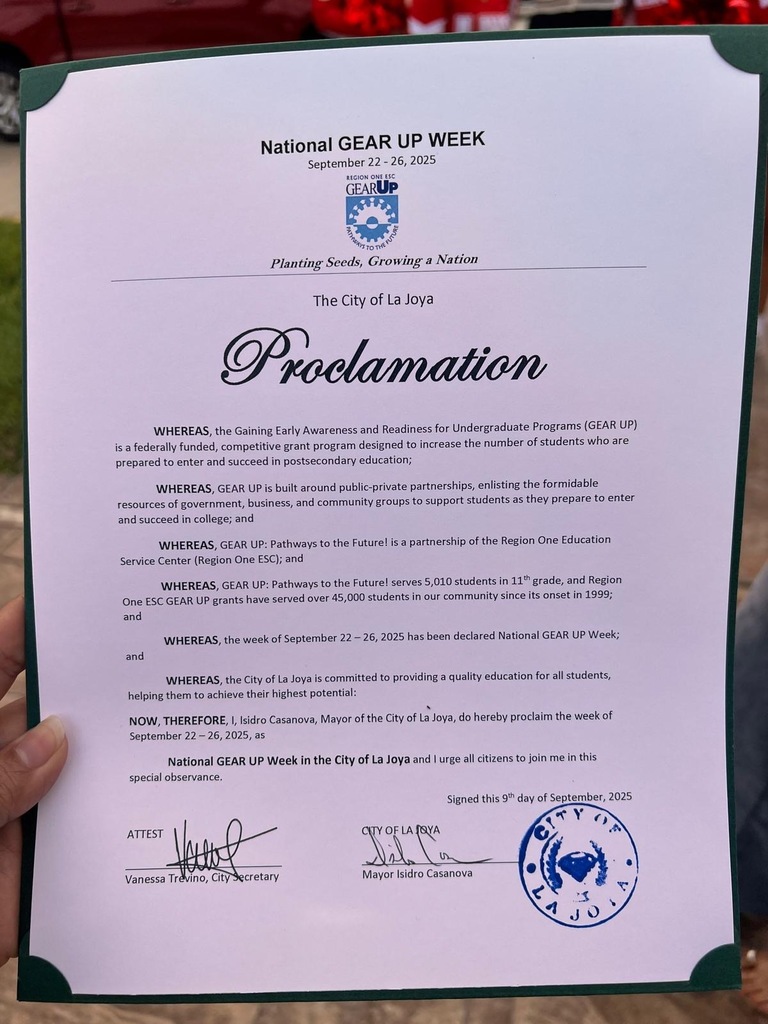 National GEAR UP WEEK
September 22 - 26, 2025
REGION ONE ESC
GEARUP
PATHWAYS TO THE FUTURE
Planting Seeds, Growing a Nation
The City of La Joya
Proclamation
WHEREAS, the Gaining Early Awareness and Readiness for Undergraduate Programs (GEAR UP)
is a federally funded, competitive grant program designed to increase the number of students who are
prepared to enter and succeed in postsecondary education;
WHEREAS, GEAR UP is built around public-private partnerships, enlisting the formidable
resources of government, business, and community groups to support students as they prepare to enter
and succeed in college; and
WHEREAS, GEAR UP: Pathways to the Future! is a partnership of the Region One Education
Service Center (Region One ESC); and
WHEREAS, GEAR UP: Pathways to the Future! serves 5,010 students in 11th grade, and Region
One ESC GEAR UP grants have served over 45,000 students in our community since its onset in 1999;
and
WHEREAS, the week of September 22 – 26, 2025 has been declared National GEAR UP Week;
and
WHEREAS, the City of La Joya is committed to providing a quality education for all students,
helping them to achieve their highest potential:
NOW, THEREFORE, I, Isidro Casanova, Mayor of the City of La Joya, do hereby proclaim the week of
September 22 – 26, 2025, as
National GEAR UP Week in the City of La Joya and I urge all citizens to join me in this
special observance.
Signed this 9th day of September, 2025
ATTEST
Vanessa Trevino, City Secretary
CITY OF LA JOYA
Mayor Isidro Casanova
CITY OF
LA JOYA